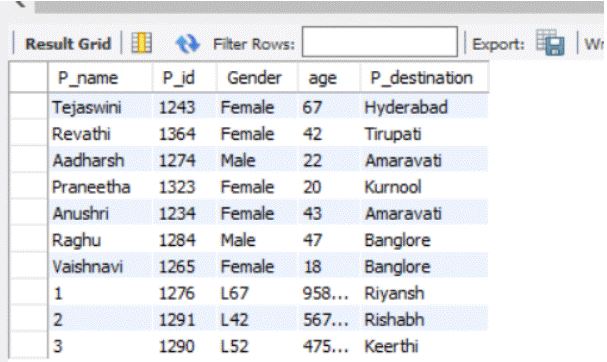 Result Grid Filter Rows: Export: Wr
P_name P_id Gender age P_destination
Tejaswini 1243 Female 67 Hyderabad
Revathi 1364 Female 42 Tirupati
Aadharsh 1274 Male 22 Amaravati
Praneetha 1323 Female 20 Kurnool
Anushri 1234 Female 43 Amaravati
Raghu 1284 Male 47 Banglore
Vaishnavi 1265 Female 18 Banglore
1 1276 L67 958... Riyansh
2 1291 L42 567... Rishabh
3 1290 L52 475... Keerthi